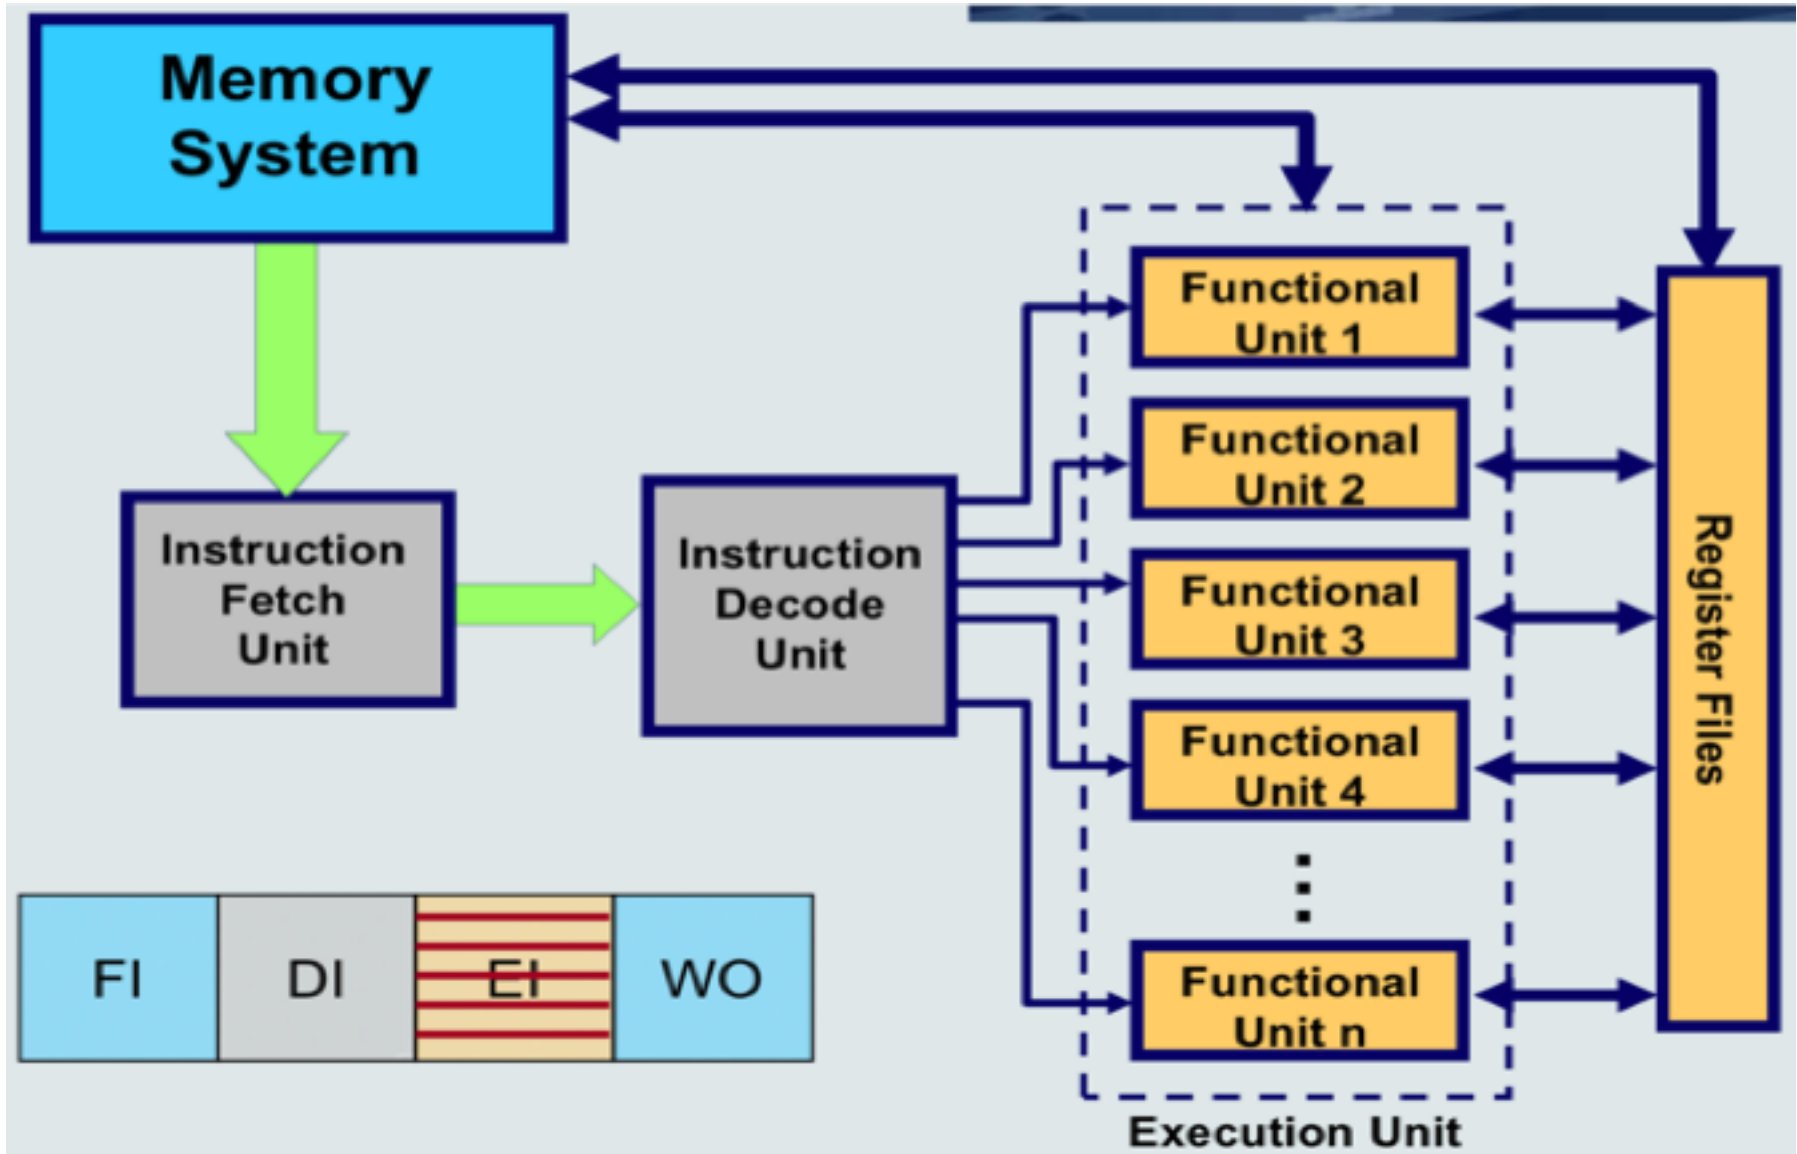 Memory
System
Instruction
Fetch
Unit
Instruction
Decode
Unit
Functional
Unit 1
Functional
Unit 2
Functional
Unit 3
Functional
Unit 4
Functional
Unit n
Execution Unit
Register Files
FI
DI
EI
WO